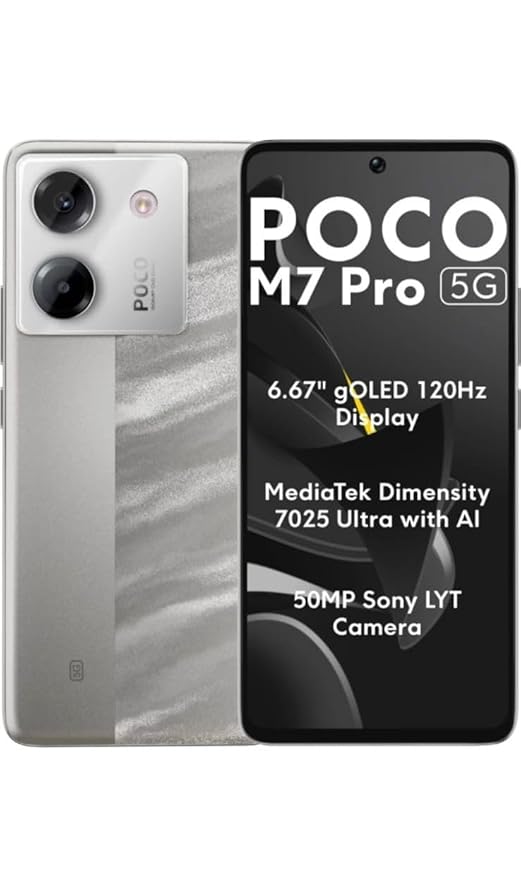 POCO
POCO
M7 Pro 5G
6.67" gOLED 120Hz
Display
MediaTek Dimensity
7025 Ultra with AI
50MP Sony LYT
Camera
5G